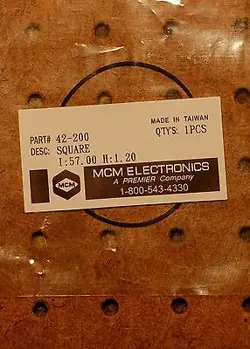 MADE IN TAIWAN
PART# 42-200
QTYS: 1PCS
DESC: SQUARE
I:57.00 H:1.20
MCM
MCM ELECTRONICS
A PREMIER Company
1-800-543-4330